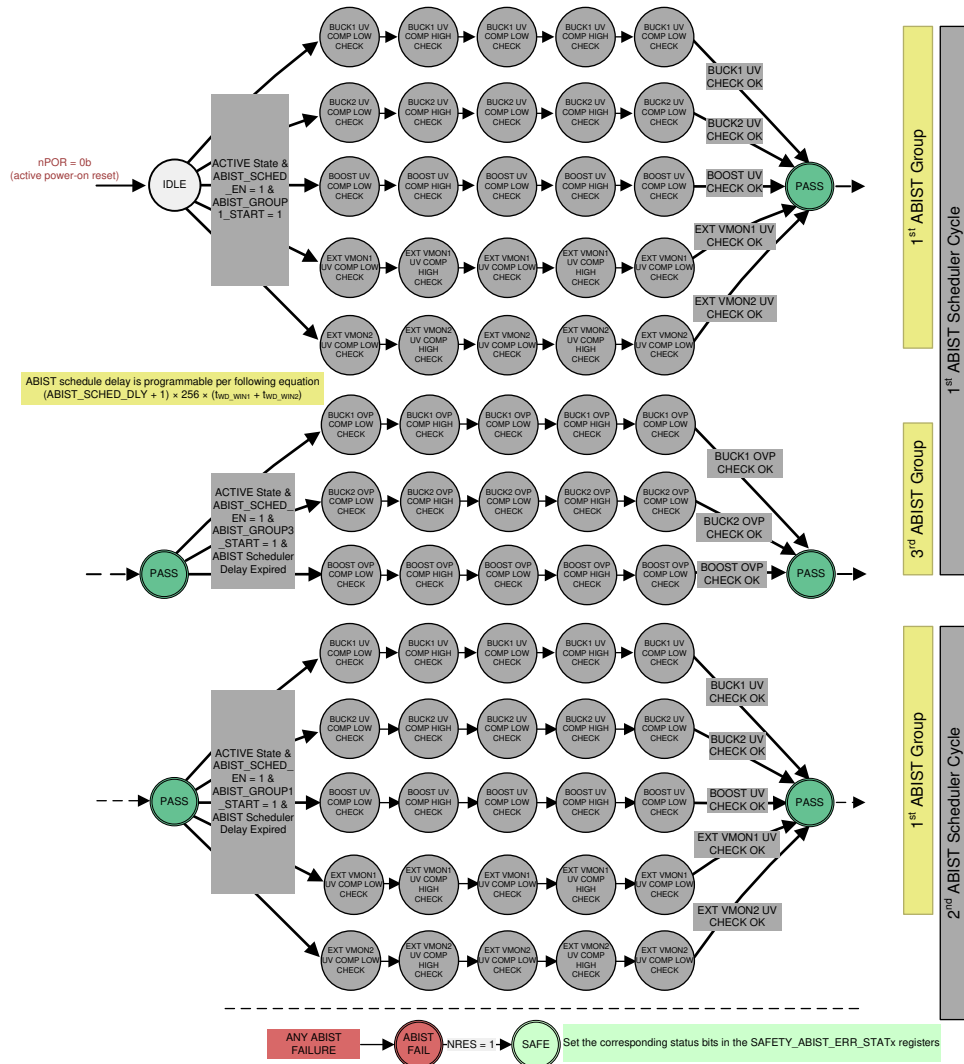 BUCK1 UV
COMP LOW
CHECK
BUCK1 UV
COMP HIGH
CHECK
BUCK1 UV
COMP LOW
CHECK
BUCK1 UV
COMP HIGH
CHECK
BUCK1 UV
COMP LOW
CHECK
BUCK1 UV
CHECK OK
BUCK2 UV
COMP LOW
CHECK
BUCK2 UV
COMP HIGH
CHECK
BUCK2 UV
COMP LOW
CHECK
BUCK2 UV
COMP HIGH
CHECK
BUCK2 UV
COMP LOW
CHECK
BUCK2 UV
CHECK OK
nPOR = 0b
(active power-on reset)
IDLE
ACTIVE State &
ABIST_SCHED
_EN = 1 &
ABIST_GROUP
1_START = 1
BOOST UV
COMP LOW
CHECK
BOOST UV
COMP HIGH
CHECK
BOOST UV
COMP LOW
CHECK
BOOST UV
COMP HIGH
CHECK
BOOST UV
COMP LOW
CHECK
BOOST UV
CHECK OK
PASS
EXT VMON1
UV COMP LOW
CHECK
EXT VMON1
UV COMP
HIGH
CHECK
EXT VMON1
UV COMP LOW
CHECK
EXT VMON1
UV COMP
HIGH
CHECK
EXT VMON1
UV COMP LOW
CHECK
EXT VMON1 UV
CHECK OK
EXT VMON2
UV COMP LOW
CHECK
EXT VMON2
UV COMP
HIGH
CHECK
EXT VMON2
UV COMP LOW
CHECK
EXT VMON2
UV COMP
HIGH
CHECK
EXT VMON2
UV COMP LOW
CHECK
EXT VMON2 UV
CHECK OK
1st ABIST Group
1st ABIST Scheduler Cycle
ABIST schedule delay is programmable per following equation
(ABIST_SCHED_DLY + 1) × 256 × (tWD_WIN1 + tWD_WIN2)
BUCK1 OVP
COMP LOW
CHECK
BUCK1 OVP
COMP HIGH
CHECK
BUCK1 OVP
COMP LOW
CHECK
BUCK1 OVP
COMP HIGH
CHECK
BUCK1 OVP
COMP LOW
CHECK
BUCK1 OVP
CHECK OK
BUCK2 OVP
COMP LOW
CHECK
BUCK2 OVP
COMP HIGH
CHECK
BUCK2 OVP
COMP LOW
CHECK
BUCK2 OVP
COMP HIGH
CHECK
BUCK2 OVP
COMP LOW
CHECK
BUCK2 OVP
CHECK OK
PASS
ACTIVE State &
ABIST_SCHED_
EN = 1 &
ABIST_GROUP3
_START = 1 &
ABIST Scheduler
Delay Expired
BOOST OVP
COMP LOW
CHECK
BOOST OVP
COMP HIGH
CHECK
BOOST OVP
COMP LOW
CHECK
BOOST OVP
COMP HIGH
CHECK
BOOST OVP
COMP LOW
CHECK
BOOST OVP
CHECK OK
PASS
3rd ABIST Group
BUCK1 UV
COMP LOW
CHECK
BUCK1 UV
COMP HIGH
CHECK
BUCK1 UV
COMP LOW
CHECK
BUCK1 UV
COMP HIGH
CHECK
BUCK1 UV
COMP LOW
CHECK
BUCK1 UV
CHECK OK
BUCK2 UV
COMP LOW
CHECK
BUCK2 UV
COMP HIGH
CHECK
BUCK2 UV
COMP LOW
CHECK
BUCK2 UV
COMP HIGH
CHECK
BUCK2 UV
COMP LOW
CHECK
BUCK2 UV
CHECK OK
PASS
ACTIVE State &
ABIST_SCHED_
EN = 1 &
ABIST_GROUP1
_START = 1 &
ABIST Scheduler
Delay Expired
BOOST UV
COMP LOW
CHECK
BOOST UV
COMP HIGH
CHECK
BOOST UV
COMP LOW
CHECK
BOOST UV
COMP HIGH
CHECK
BOOST UV
COMP LOW
CHECK
BOOST UV
CHECK OK
PASS
EXT VMON1
UV COMP LOW
CHECK
EXT VMON1
UV COMP
HIGH
CHECK
EXT VMON1
UV COMP LOW
CHECK
EXT VMON1
UV COMP
HIGH
CHECK
EXT VMON1
UV COMP LOW
CHECK
EXT VMON1 UV
CHECK OK
EXT VMON2
UV COMP LOW
CHECK
EXT VMON2
UV COMP
HIGH
CHECK
EXT VMON2
UV COMP LOW
CHECK
EXT VMON2
UV COMP
HIGH
CHECK
EXT VMON2
UV COMP LOW
CHECK
EXT VMON2 UV
CHECK OK
1st ABIST Group
2nd ABIST Scheduler Cycle
ANY ABIST
FAILURE
ABIST
FAIL
NRES = 1
SAFE
Set the corresponding status bits in the SAFETY_ABIST_ERR_STATx registers